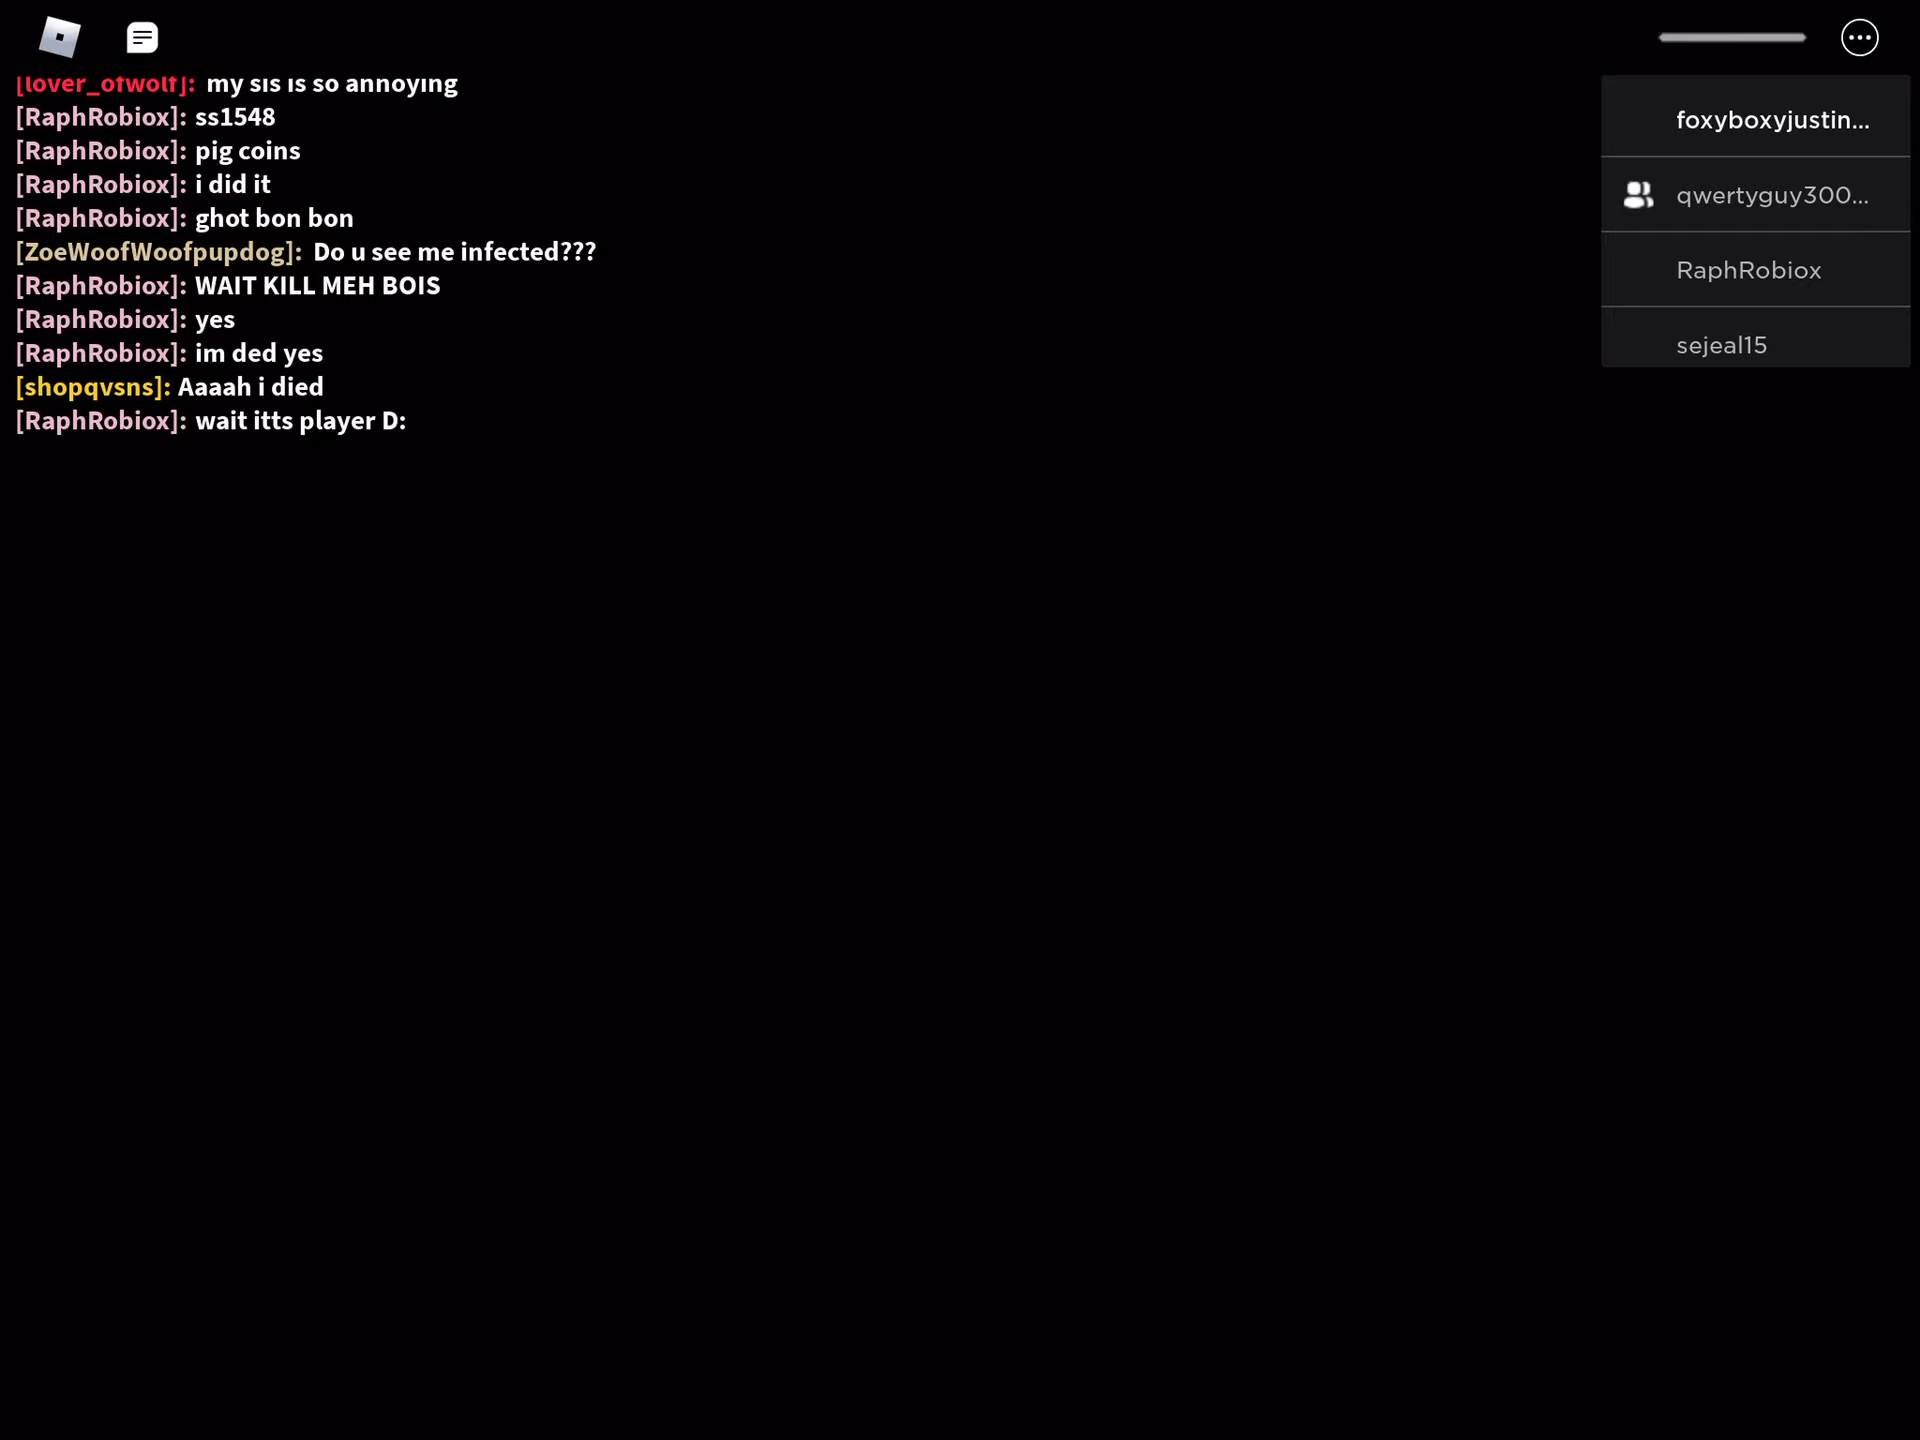 [lover_ofwolf]: my sis is so annoying
[RaphRobiox]: ss1548
[RaphRobiox]: pig coins
[RaphRobiox]: i did it
[RaphRobiox]: ghot bon bon
[ZoeWoofWoofpupdog]: Do u see me infected???
[RaphRobiox]: WAIT KILL MEH BOIS
[RaphRobiox]: yes
[RaphRobiox]: im ded yes
[shopqvsns]: Aaaah i died
[RaphRobiox]: wait itts player D:
foxyboxyjustin...
qwertyguy300...
RaphRobiox
sejeal15